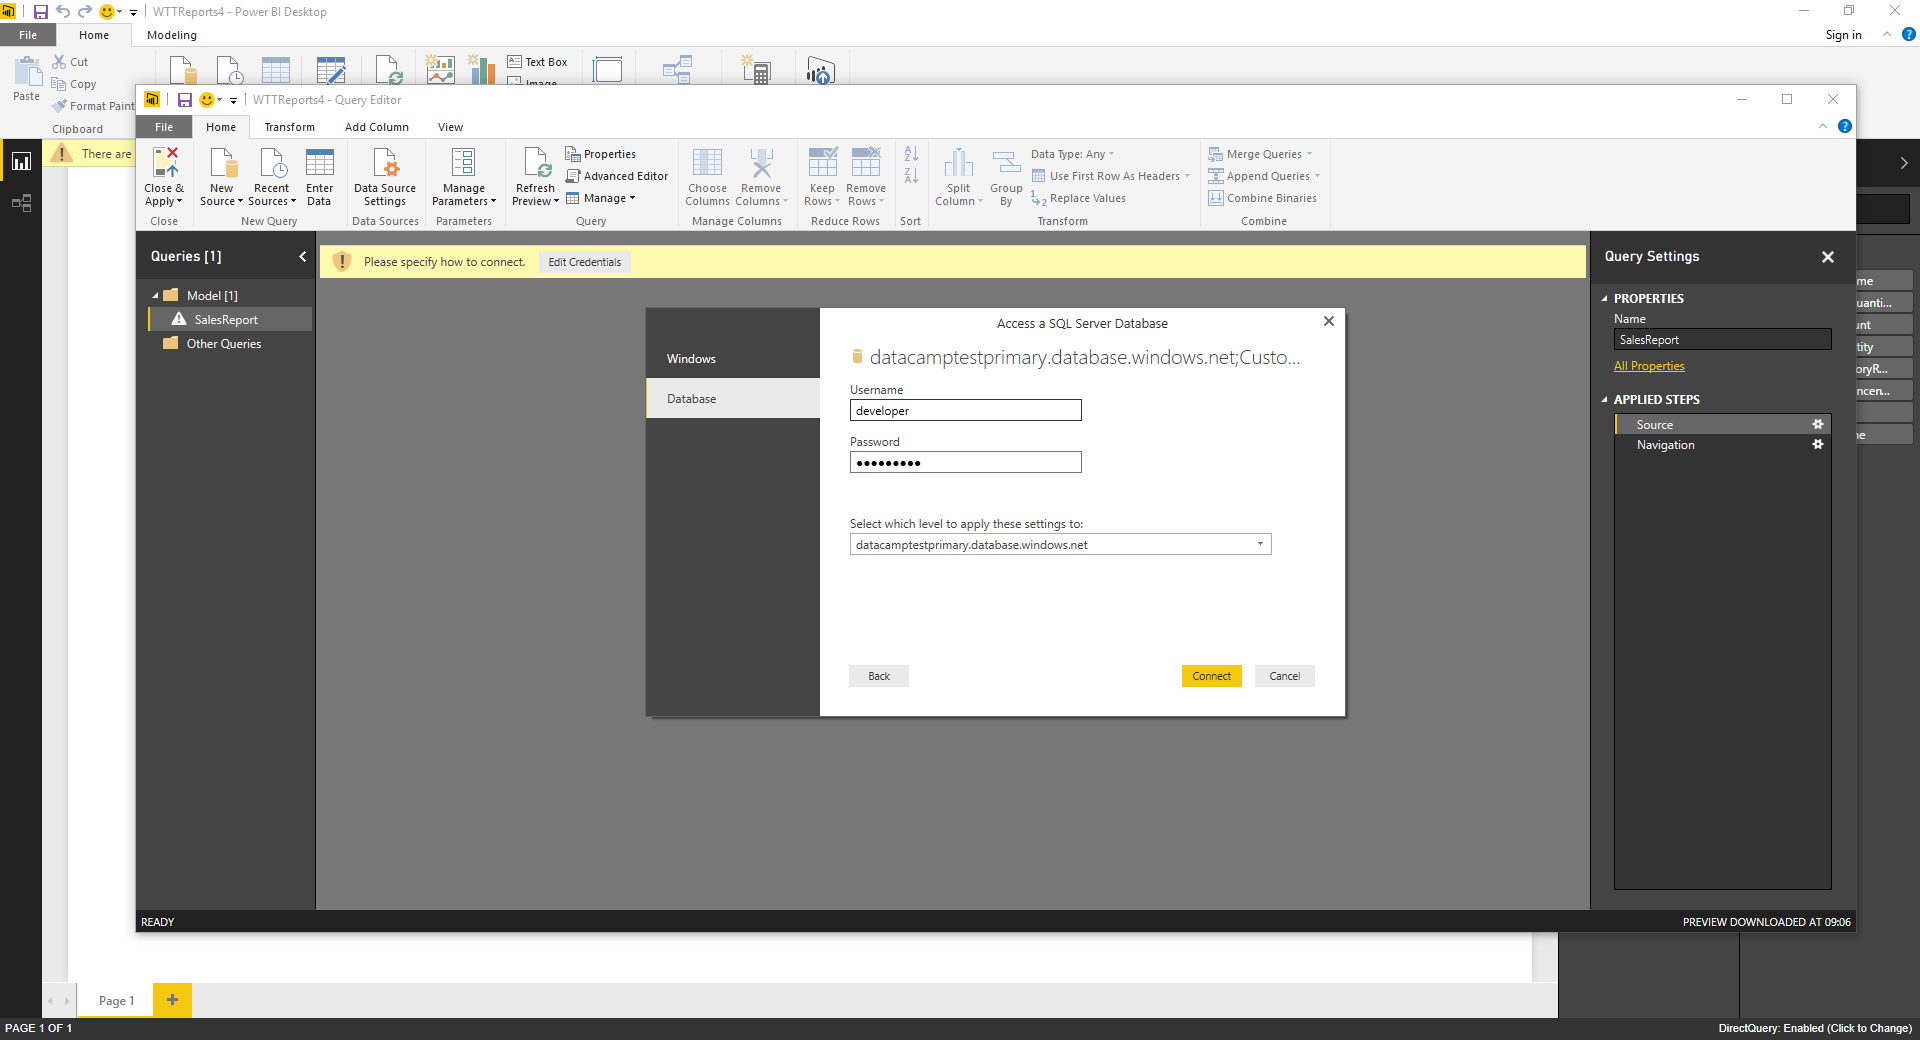 WTTReports4 - Power BI Desktop
File
Home
Modeling
Sign in
Paste
Cut
Copy
Format Paint
Clipboard
Text Box
Image
There are
WTTReports4 - Query Editor
File
Home
Transform
Add Column
View
Close & Apply
Close
New Source
Recent Sources
Enter Data
New Query
Data Source Settings
Data Sources
Manage Parameters
Parameters
Refresh Preview
Properties
Advanced Editor
Manage
Query
Choose Columns
Remove Columns
Manage Columns
Keep Rows
Remove Rows
Reduce Rows
Sort
Split Column
Group By
Data Type: Any
Use First Row As Headers
Replace Values
Transform
Merge Queries
Append Queries
Combine Binaries
Combine
Queries [1]
Model [1]
SalesReport
Other Queries
Please specify how to connect.
Edit Credentials
Windows
Database
Access a SQL Server Database
datacamptestprimary.database.windows.net;Custo...
Username
developer
Password
Select which level to apply these settings to:
datacamptestprimary.database.windows.net
Back
Connect
Cancel
Query Settings
PROPERTIES
Name
SalesReport
All Properties
APPLIED STEPS
Source
Navigation
me
uanti...
unt
tity
oryR...
ncen...
ne
READY
PREVIEW DOWNLOADED AT 09:06
Page 1
PAGE 1 OF 1
DirectQuery: Enabled (Click to Change)